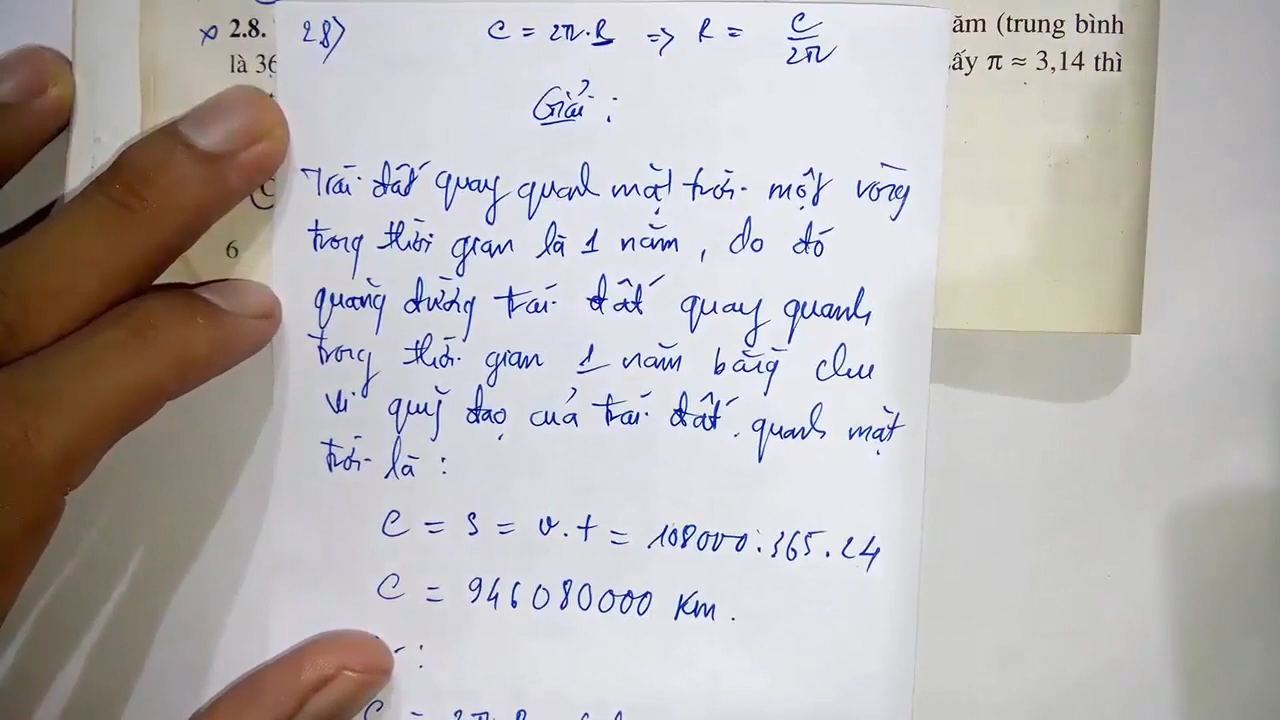 2.8. 2.8) C = 2π.R => R = C/2π ăm (trung bình
là 36 ấy π ≈ 3,14 thì
Giải :
Trái đất quay quanh mặt trời một vòng
trong thời gian là 1 năm, do đó
6
quãng đường trái đất quay quanh
trong thời gian 1 năm bằng chu
vi quỹ đạo của trái đất quanh mặt
trời là :
C = s = v.t = 108000.365.24
C = 946080000 Km.
:
C = 2π.R